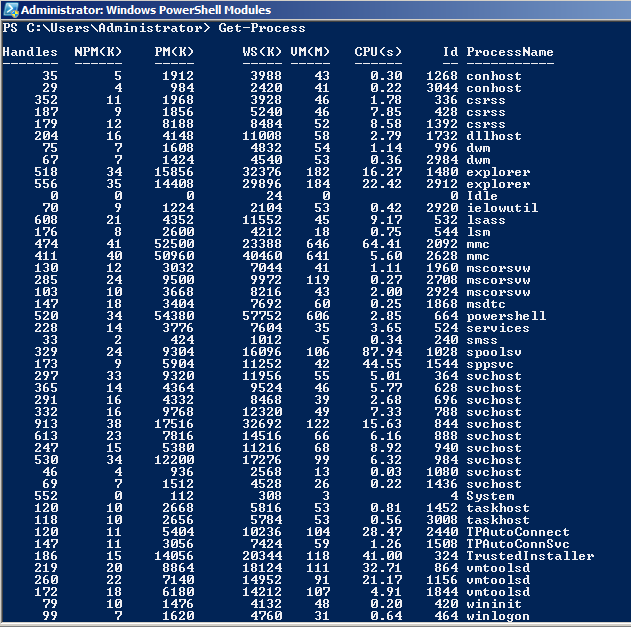 Administrator: Windows PowerShell Modules
PS C:\Users\Administrator> Get-Process
Handles NPM(K) PM(K) WS(K) VM(M) CPU(s) Id ProcessName
------- ------ ----- ----- ----- ------ -- -----------
35 5 1912 3988 43 0.30 1268 conhost
29 4 984 2420 41 0.22 3044 conhost
352 11 1968 3928 46 1.78 336 csrss
187 9 1856 5240 46 7.85 428 csrss
179 12 8188 8484 52 8.58 1392 csrss
204 16 4148 11008 58 2.79 1732 dllhost
75 7 1608 4832 54 1.14 996 dwm
67 7 1424 4540 53 0.36 2984 dwm
518 34 15856 32376 182 16.27 1480 explorer
556 35 14408 29896 184 22.42 2912 explorer
0 0 0 24 0 0 Idle
70 9 1224 2104 53 0.42 2920 ielowutil
608 21 4352 11552 45 9.17 532 lsass
176 8 2600 4212 18 0.75 544 lsm
474 41 52500 23388 646 64.41 2092 mmc
411 40 50960 40460 641 5.60 2628 mmc
130 12 3032 7044 41 1.11 1960 mscorsvw
285 24 9500 9972 119 0.27 2708 mscorsvw
103 10 3668 8216 43 2.00 2924 mscorsvw
147 18 3404 7692 60 0.25 1868 msdtc
520 34 54380 57752 606 2.85 664 powershell
228 14 3776 7604 35 3.65 524 services
33 2 424 1012 5 0.34 240 smss
329 24 9304 16096 106 87.94 1028 spoolsv
173 9 5904 11252 42 44.55 1544 sppsvc
297 33 9320 11956 55 5.01 364 svchost
365 14 4364 9524 46 5.77 628 svchost
291 16 4332 8468 39 2.68 696 svchost
332 16 9768 12320 49 7.33 788 svchost
913 38 17516 32692 122 15.63 844 svchost
613 23 7816 14516 66 6.16 888 svchost
247 15 5380 11216 68 8.92 940 svchost
530 34 12200 17276 99 6.32 984 svchost
46 4 936 2568 13 0.03 1080 svchost
69 7 1512 4528 26 0.22 1436 svchost
552 0 112 308 3 4 System
120 10 2668 5816 53 0.81 1452 taskhost
118 10 2656 5784 53 0.56 3008 taskhost
120 11 5404 10236 104 28.47 2440 TPAutoConnect
147 11 3056 7424 59 1.26 1508 TPAutoConnSvc
186 15 14056 20344 118 41.00 324 TrustedInstaller
219 20 8864 18124 111 32.71 864 vmtoolsd
260 22 7140 14952 91 21.17 1156 vmtoolsd
172 18 6180 14212 107 4.91 1844 vmtoolsd
79 10 1476 4132 48 0.20 420 wininit
99 7 1620 4760 31 0.64 464 winlogon